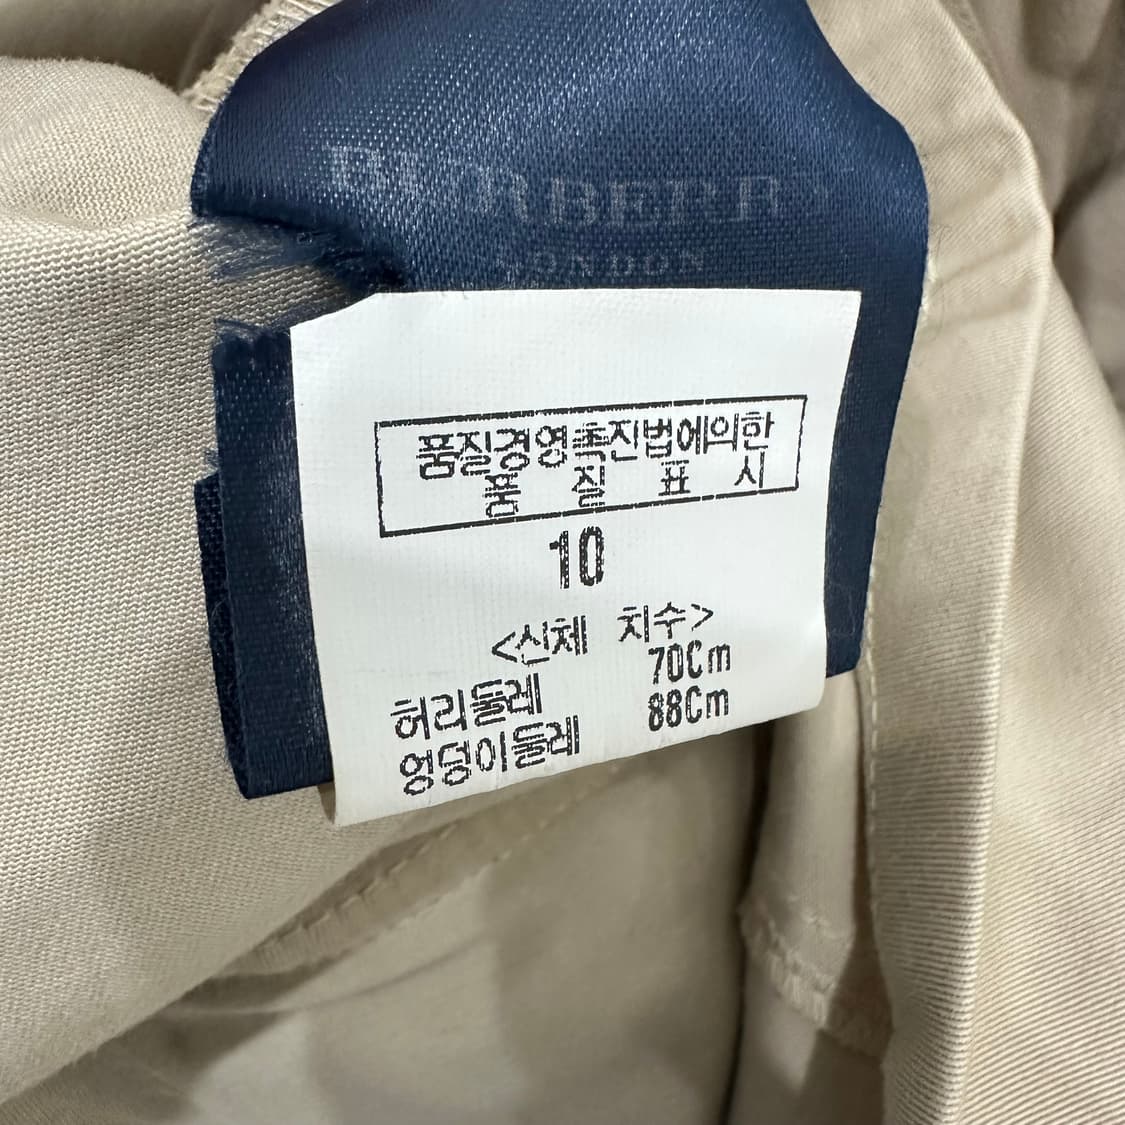 BURBERRY
LONDON
품질경영촉진법에의한
품 질 표 시
10
<신체 치수>
허리둘레 70Cm
엉덩이둘레 88Cm